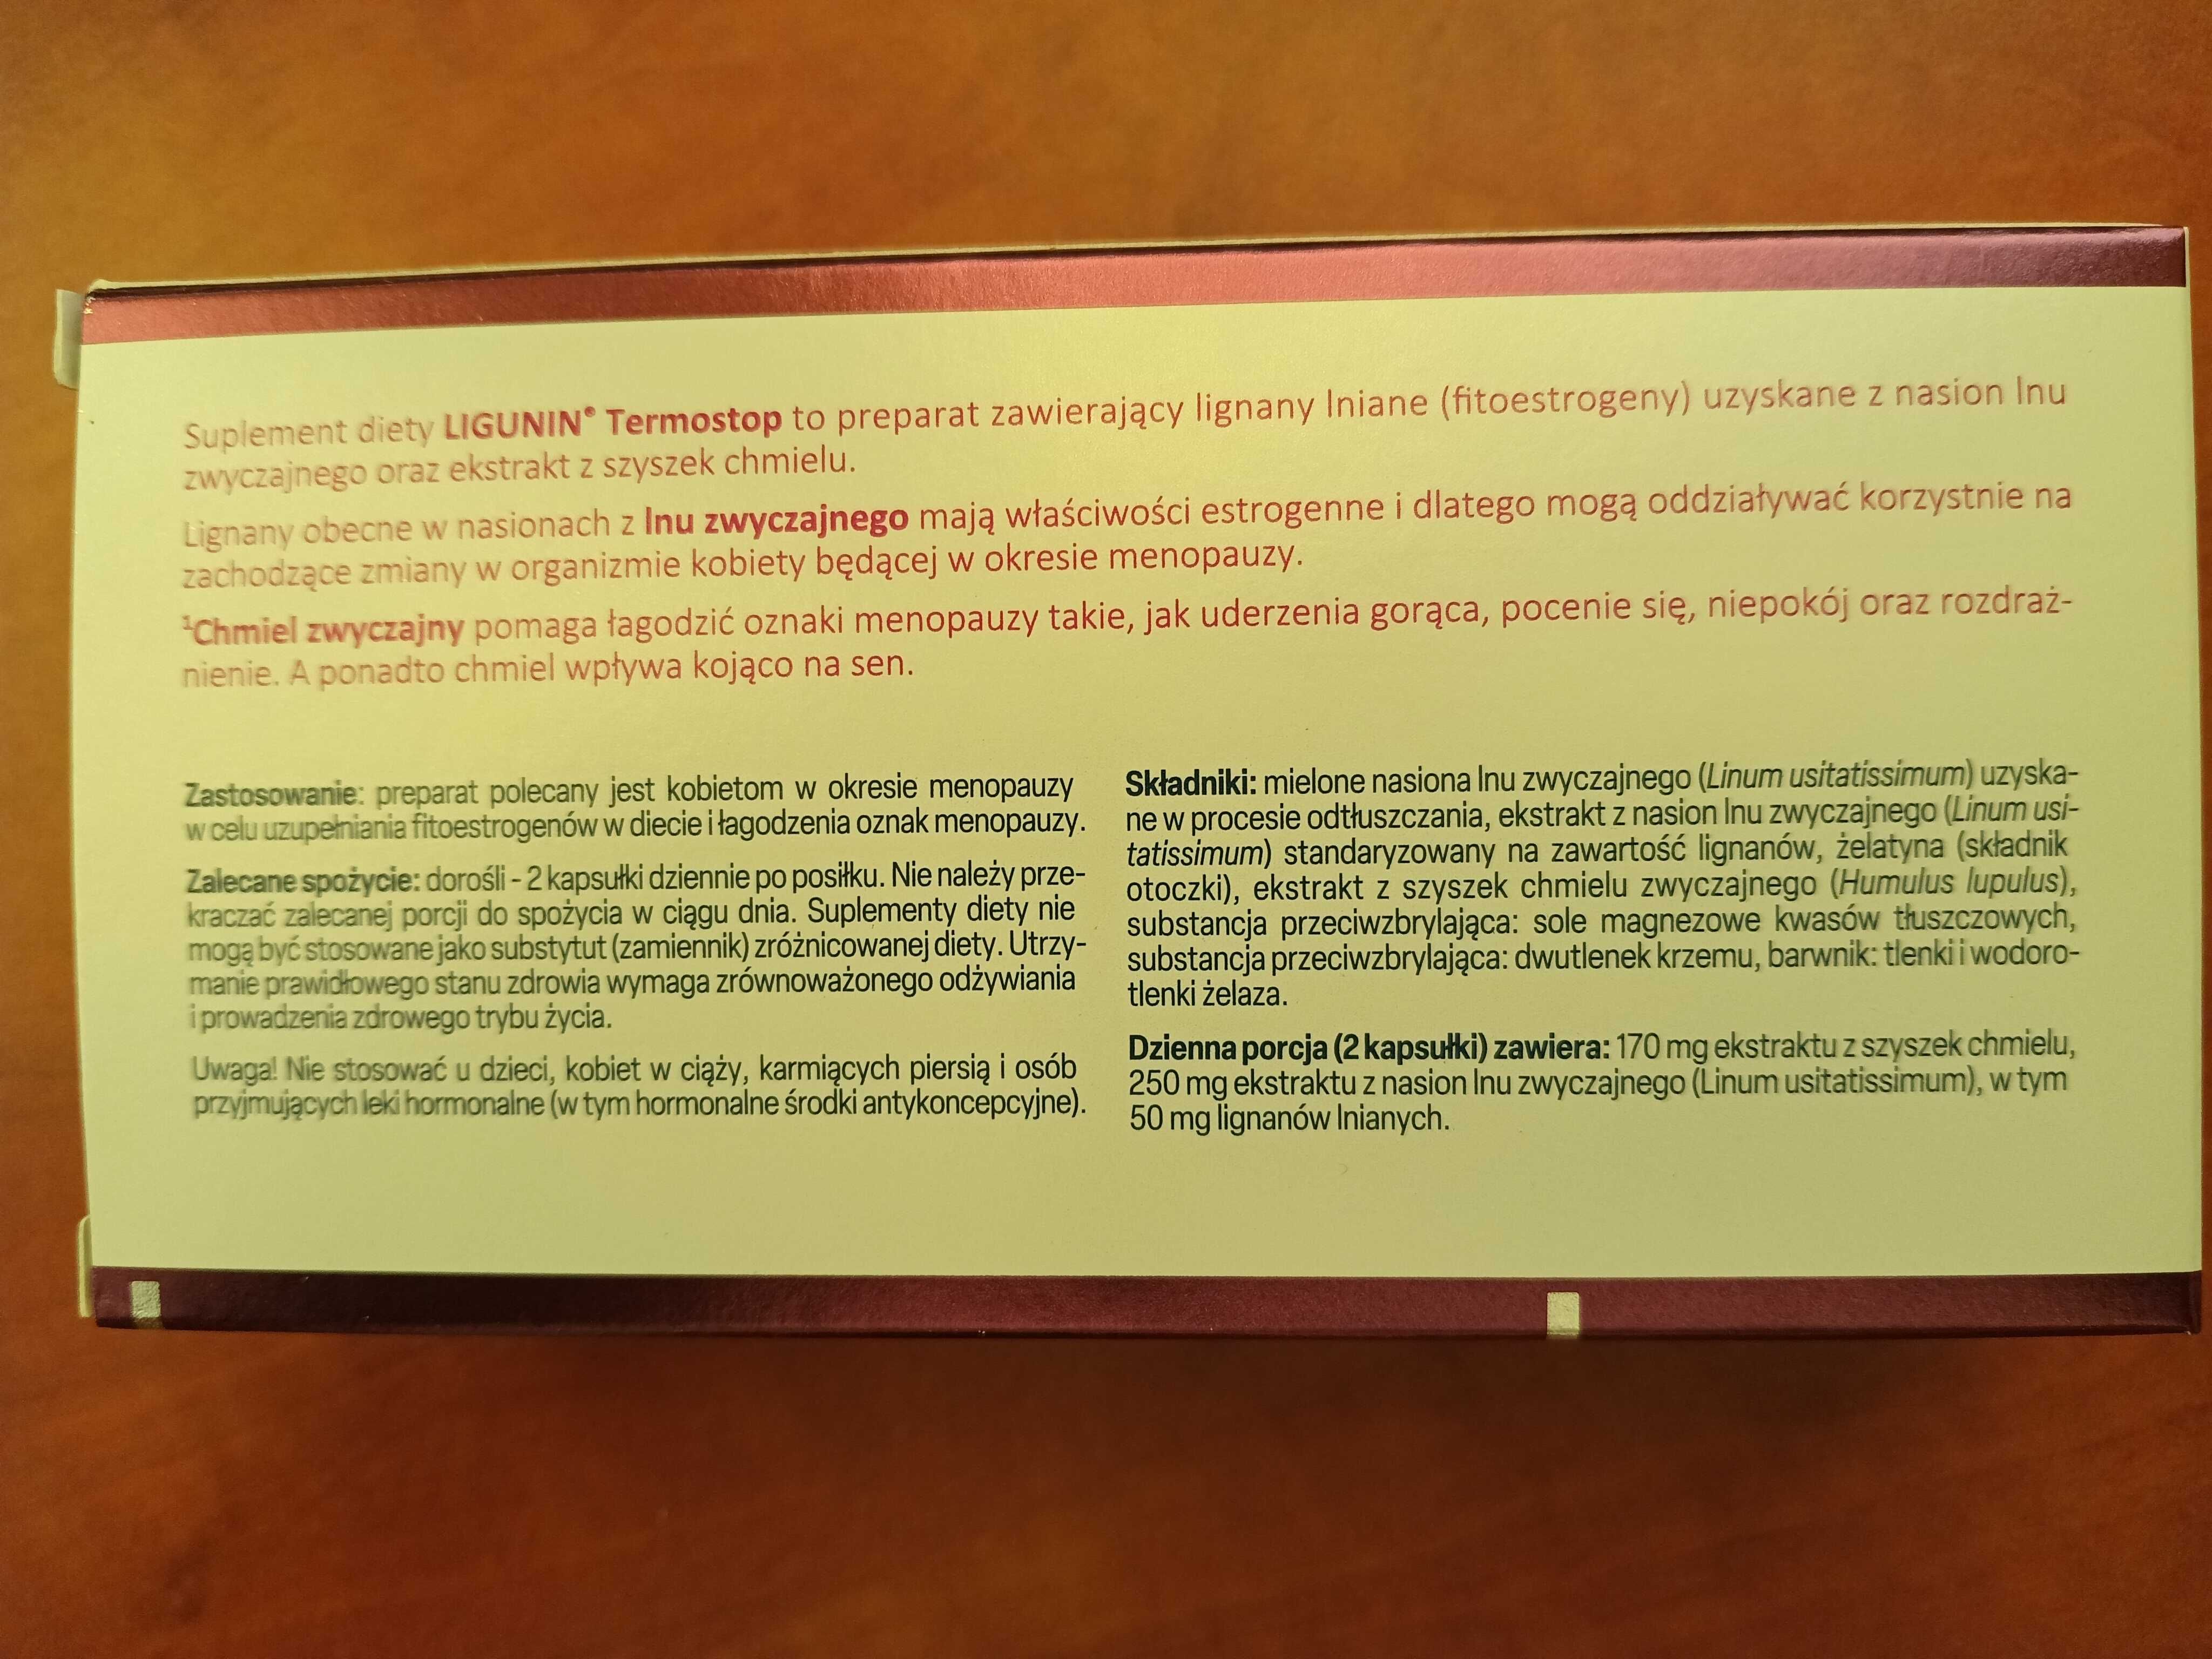 Suplement diety LIGUNIN® Termostop to preparat zawierający lignany lniane (fitoestrogeny) uzyskane z nasion lnu
zwyczajnego oraz ekstrakt z szyszek chmielu.
Lignany obecne w nasionach z lnu zwyczajnego mają właściwości estrogenne i dlatego mogą oddziaływać korzystnie na
zachodzące zmiany w organizmie kobiety będącej w okresie menopauzy.
¹Chmiel zwyczajny pomaga łagodzić oznaki menopauzy takie, jak uderzenia gorąca, pocenie się, niepokój oraz rozdraż-
nienie. A ponadto chmiel wpływa kojąco na sen.
Zastosowanie: preparat polecany jest kobietom w okresie menopauzy
w celu uzupełniania fitoestrogenów w diecie i łagodzenia oznak menopauzy.
Zalecane spożycie: dorośli - 2 kapsułki dziennie po posiłku. Nie należy prze-
kraczać zalecanej porcji do spożycia w ciągu dnia. Suplementy diety nie
mogą być stosowane jako substytut (zamiennik) zróżnicowanej diety. Utrzy-
manie prawidłowego stanu zdrowia wymaga zrównoważonego odżywiania
i prowadzenia zdrowego trybu życia.
Uwaga! Nie stosować u dzieci, kobiet w ciąży, karmiących piersią i osób
przyjmujących leki hormonalne (w tym hormonalne środki antykoncepcyjne).
Składniki: mielone nasiona lnu zwyczajnego (Linum usitatissimum) uzyska-
ne w procesie odtłuszczania, ekstrakt z nasion lnu zwyczajnego (Linum usi-
tatissimum) standaryzowany na zawartość lignanów, żelatyna (składnik
otoczki), ekstrakt z szyszek chmielu zwyczajnego (Humulus lupulus),
substancja przeciwzbrylająca: sole magnezowe kwasów tłuszczowych,
substancja przeciwzbrylająca: dwutlenek krzemu, barwnik: tlenki i wodoro-
tlenki żelaza.
Dzienna porcja (2 kapsułki) zawiera: 170 mg ekstraktu z szyszek chmielu,
250 mg ekstraktu z nasion lnu zwyczajnego (Linum usitatissimum), w tym
50 mg lignanów lnianych.